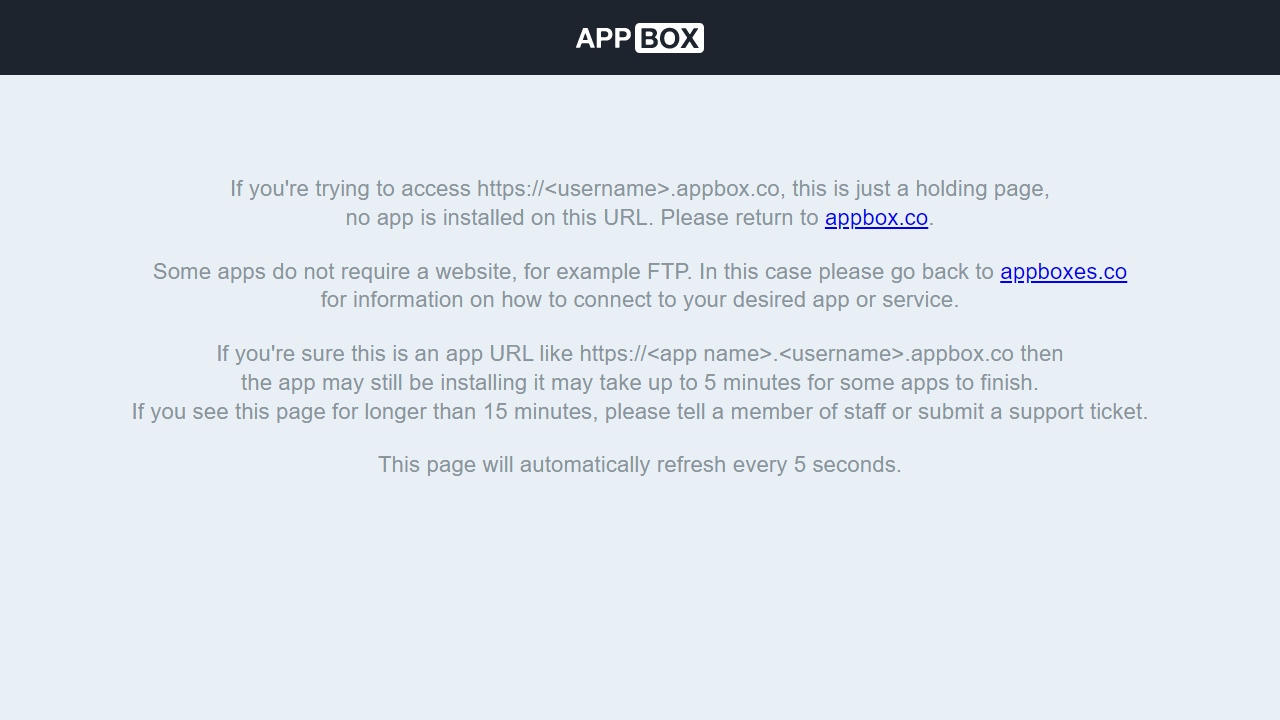 APP BOX
If you're trying to access https://<username>.appbox.co, this is just a holding page,
no app is installed on this URL. Please return to appbox.co.
Some apps do not require a website, for example FTP. In this case please go back to appboxes.co
for information on how to connect to your desired app or service.
If you're sure this is an app URL like https://<app name>.<username>.appbox.co then
the app may still be installing it may take up to 5 minutes for some apps to finish.
If you see this page for longer than 15 minutes, please tell a member of staff or submit a support ticket.
This page will automatically refresh every 5 seconds.